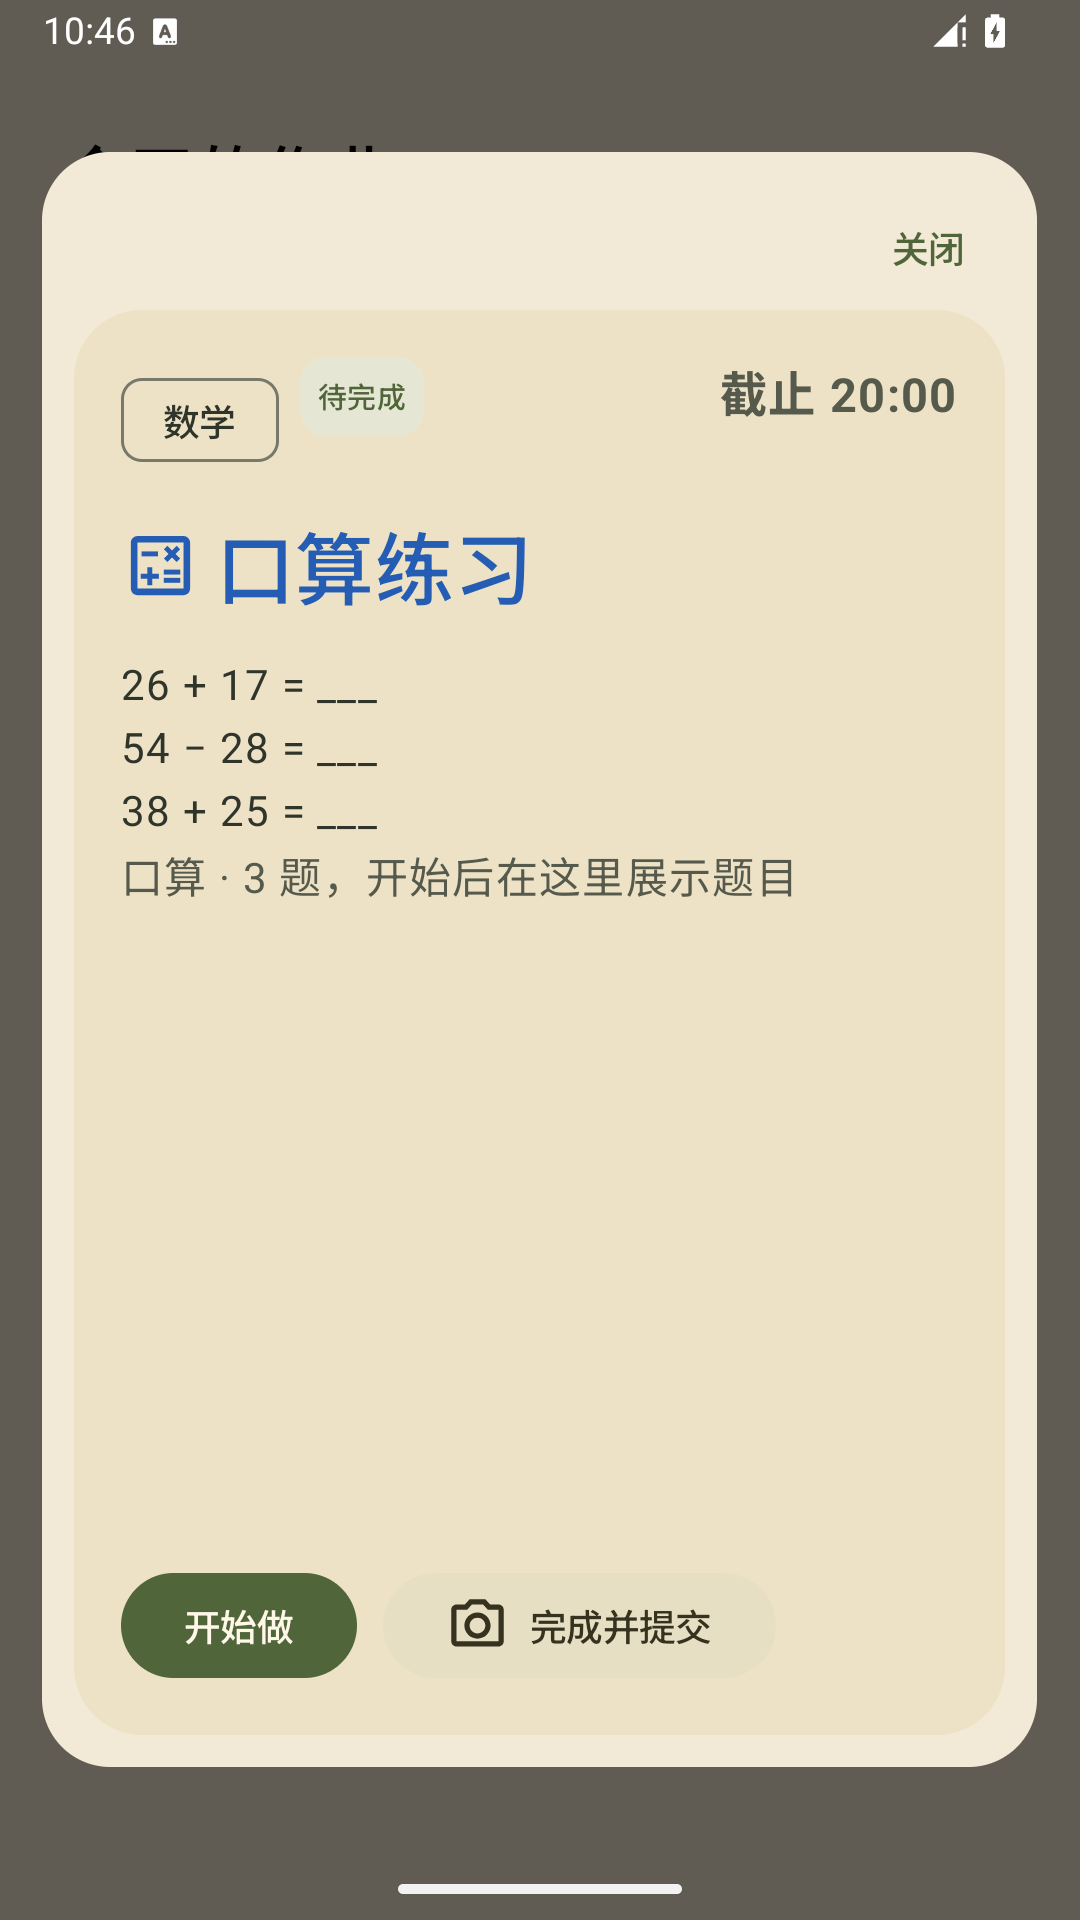 10:46
关闭
数学
待完成
截止 20:00
口算练习
26 + 17 = ___
54 − 28 = ___
38 + 25 = ___
口算 · 3 题，开始后在这里展示题目
开始做
完成并提交